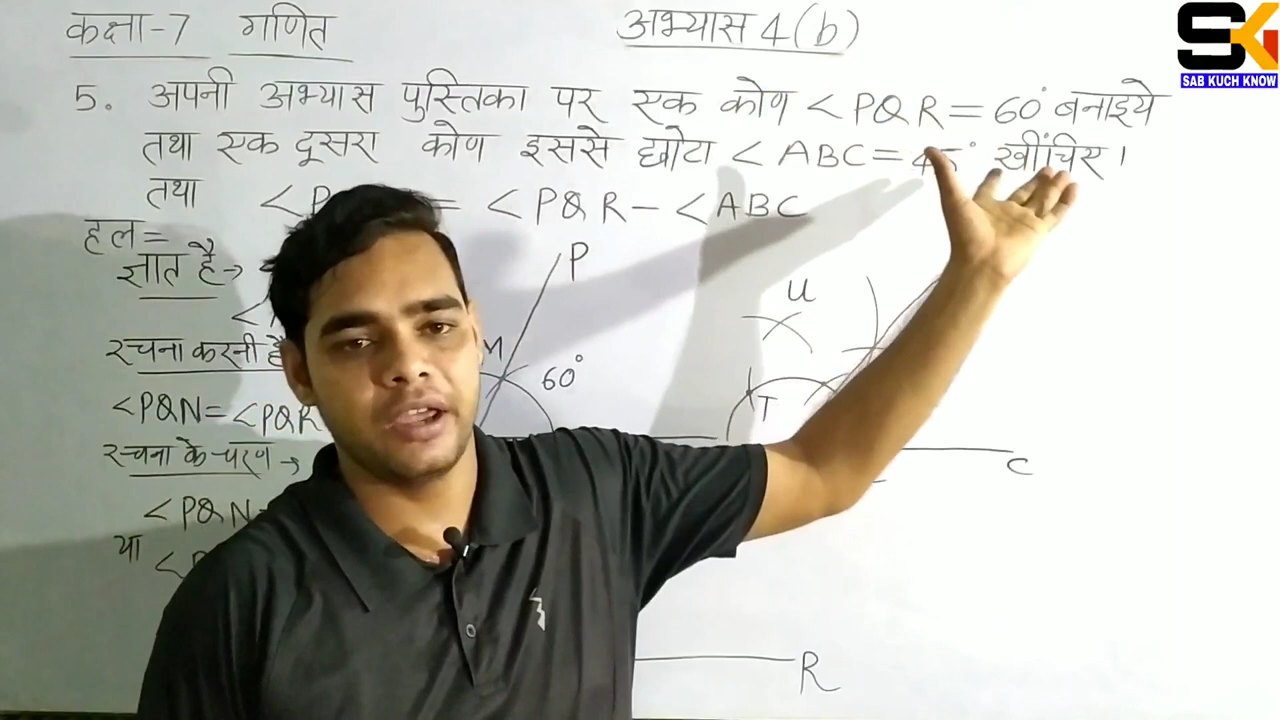 कक्षा-7 गणित अभ्यास 4(b)
SK
SAB KUCH KNOW
5. अपनी अभ्यास पुस्तिका पर एक कोण <PQR = 60° बनाइये
तथा एक दूसरा कोण इससे छोटा <ABC = 45° खींचिए।
तथा = <PQR - <ABC
हल=
ज्ञात है→
रचना करनी है
<PQN = <PQR
रचना के चरण →
<PQN
या
P
M
60°
U
T
C
R